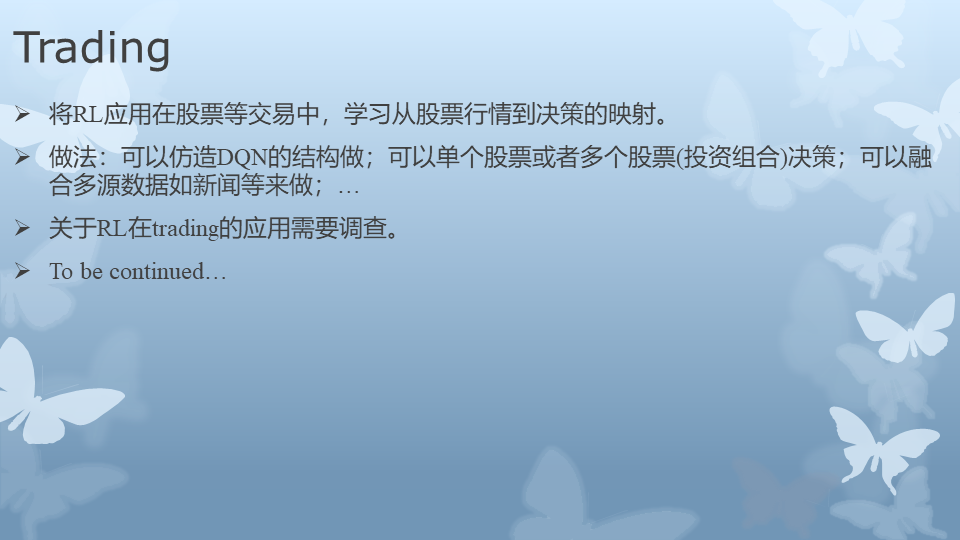 Trading
将RL应用在股票等交易中，学习从股票行情到决策的映射。
做法：可以仿造DQN的结构做；可以单个股票或者多个股票(投资组合)决策；可以融
合多源数据如新闻等来做；…
关于RL在trading的应用需要调查。
To be continued…